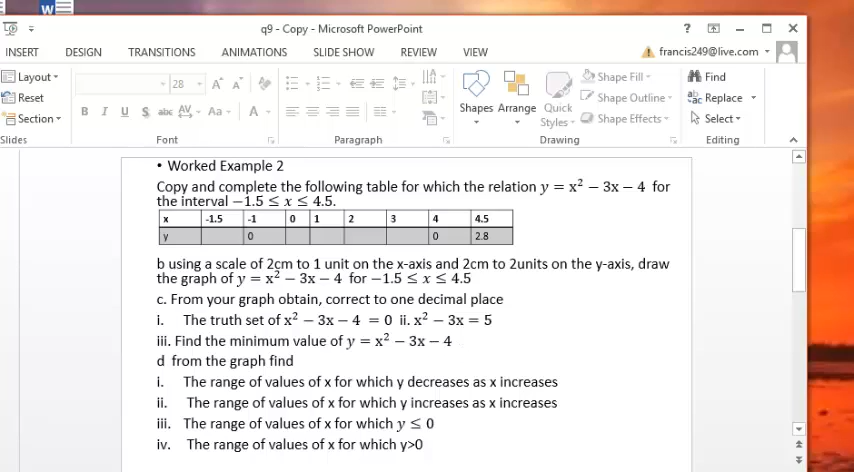 W
q9 - Copy - Microsoft PowerPoint
?
INSERT DESIGN TRANSITIONS ANIMATIONS SLIDE SHOW REVIEW VIEW francis249@live.com
Layout 28 A A Shape Fill Find
Reset B I U S abc AV Aa A Shapes Arrange Quick Styles Shape Outline ab ac Replace
Section Shape Effects Select
Slides Font Paragraph Drawing Editing
• Worked Example 2
Copy and complete the following table for which the relation y = x² − 3x − 4 for
the interval −1.5 ≤ x ≤ 4.5.
x -1.5 -1 0 1 2 3 4 4.5
y 0 0 2.8
b using a scale of 2cm to 1 unit on the x-axis and 2cm to 2units on the y-axis, draw
the graph of y = x² − 3x − 4 for −1.5 ≤ x ≤ 4.5
c. From your graph obtain, correct to one decimal place
i. The truth set of x² − 3x − 4 = 0 ii. x² − 3x = 5
iii. Find the minimum value of y = x² − 3x − 4
d from the graph find
i. The range of values of x for which y decreases as x increases
ii. The range of values of x for which y increases as x increases
iii. The range of values of x for which y ≤ 0
iv. The range of values of x for which y>0